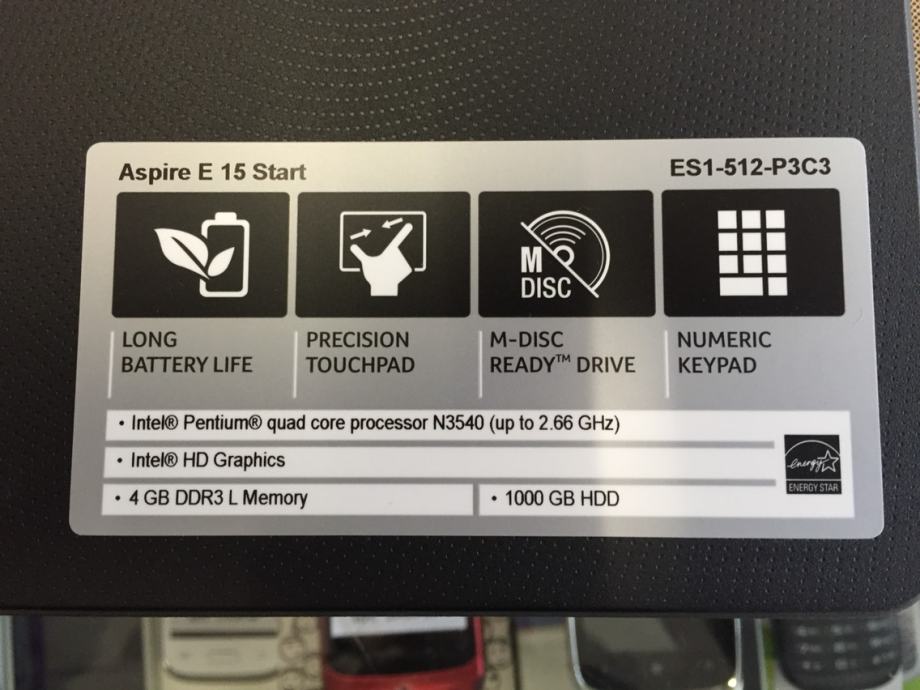 Aspire E 15 Start
ES1-512-P3C3
M
DISC
LONG
BATTERY LIFE
PRECISION
TOUCHPAD
M-DISC
READY™ DRIVE
NUMERIC
KEYPAD
• Intel® Pentium® quad core processor N3540 (up to 2.66 GHz)
• Intel® HD Graphics
energy
ENERGY STAR
• 4 GB DDR3 L Memory
• 1000 GB HDD